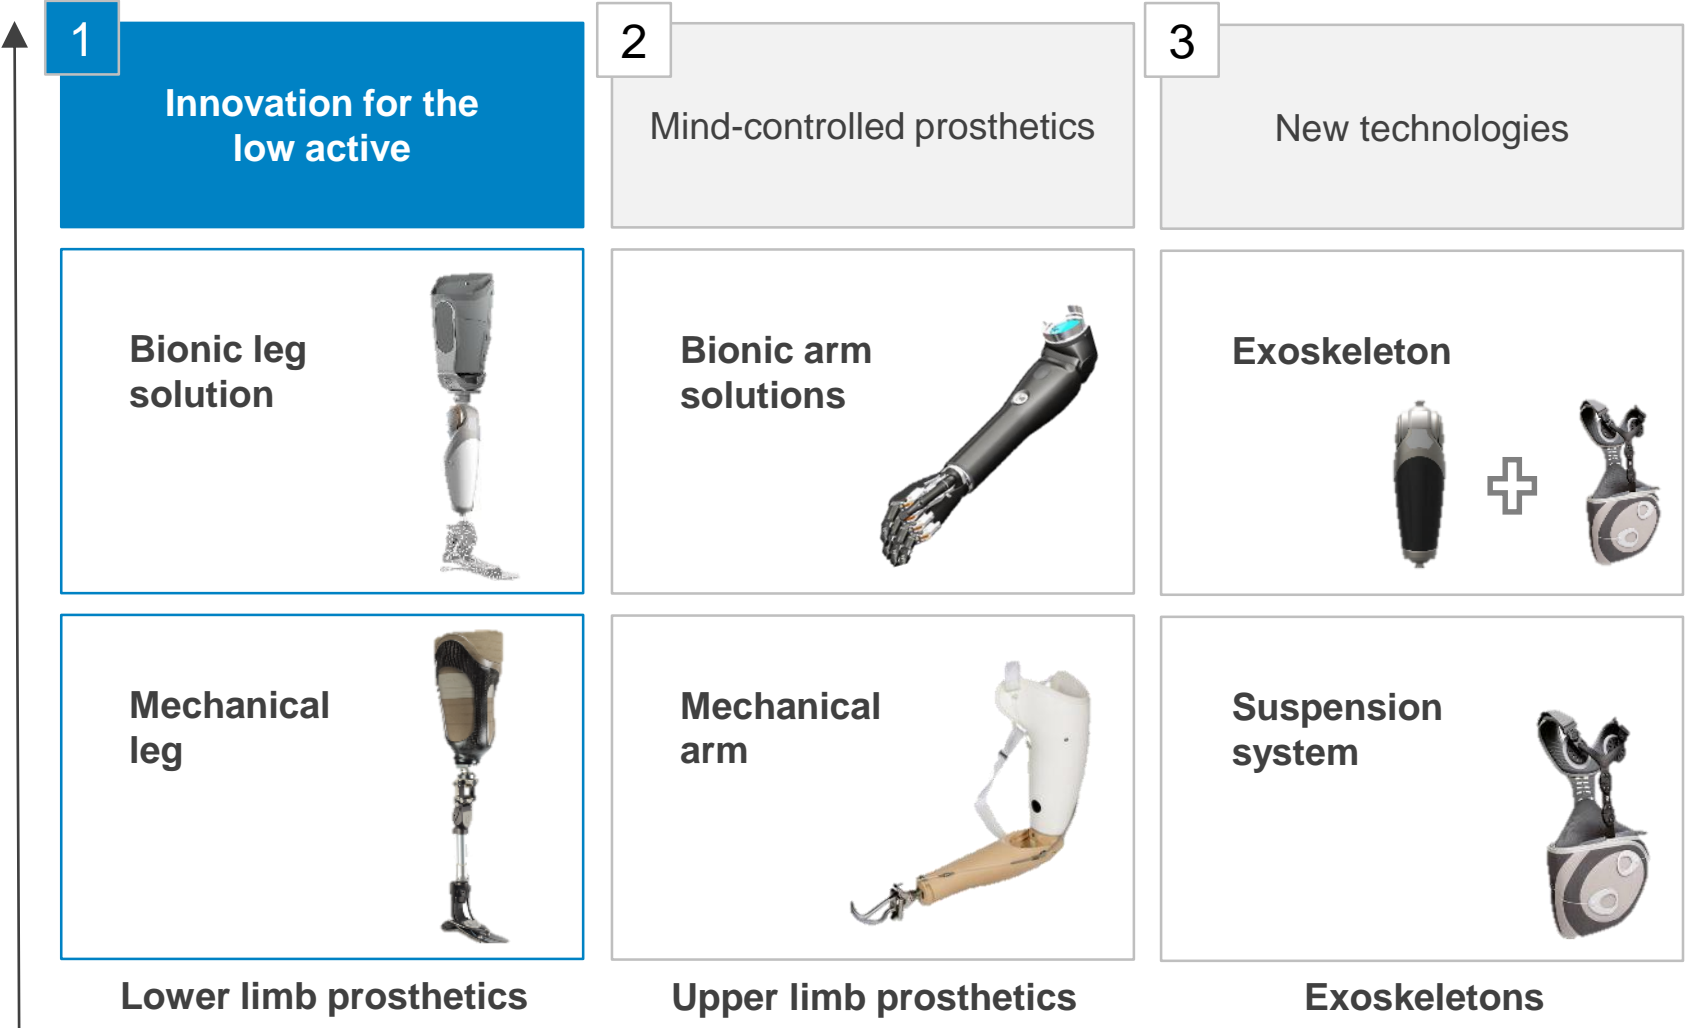 1
Innovation for the
low active
2
Mind-controlled prosthetics
3
New technologies
Bionic leg
solution
Bionic arm
solutions
Exoskeleton
Mechanical
leg
Mechanical
arm
Suspension
system
Lower limb prosthetics
Upper limb prosthetics
Exoskeletons